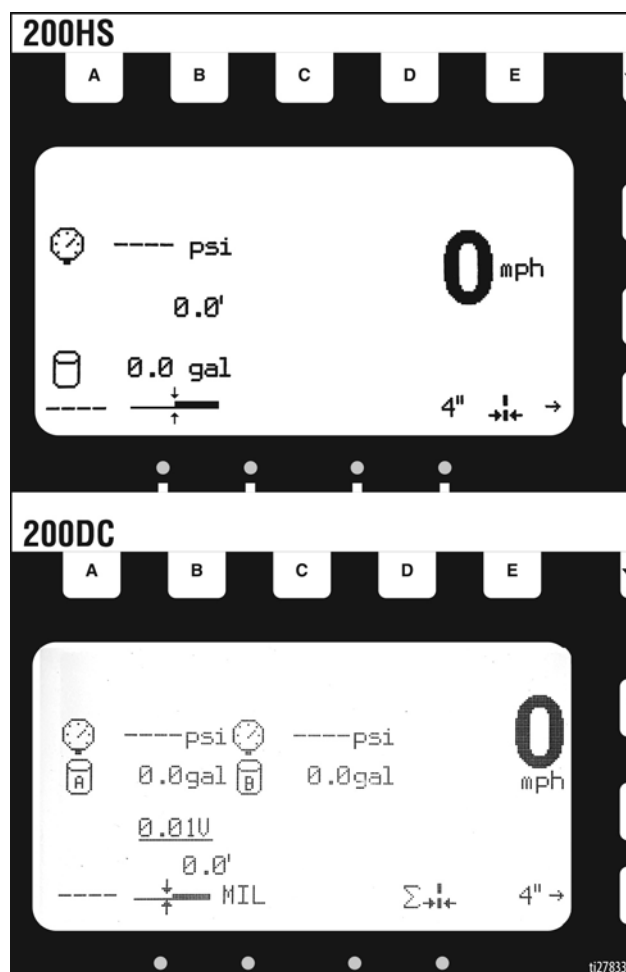 200HS
A B C D E
---- psi
0 mph
0.0'
0.0 gal
---- 4"
200DC
A B C D E
----psi ----psi 0
A 0.0gal B 0.0gal mph
0.01V
0.0'
---- MIL Σ 4"
ti27833